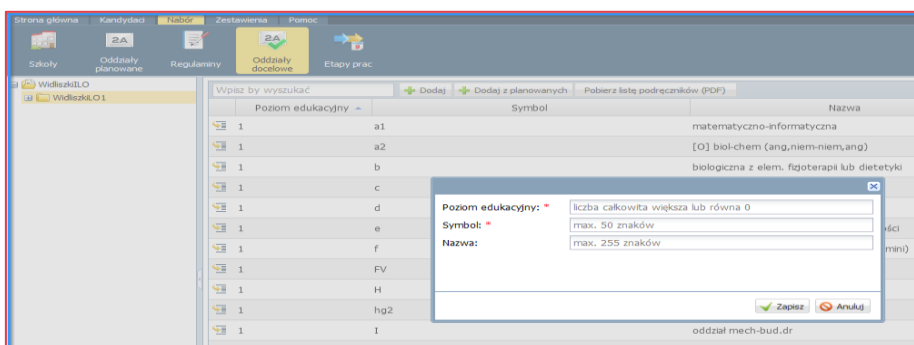 Strona główna Kandydaci Nabór Zestawienia Pomoc
2A 2A
Szkoły Oddziały planowane Regulaminy Oddziały docelowe Etapy prac
WidliszkiLO
WidliszkiLO1
Wpisz by wyszukać Dodaj Dodaj z planowanych Pobierz listę podręczników (PDF)
Poziom edukacyjny Symbol Nazwa
1 a1 matematyczno-informatyczna
1 a2 [O] biol-chem (ang,niem-niem,ang)
1 b biologiczna z elem. fizjoterapii lub dietetyki
1 c
1 d
1 e ości
1 f mini)
1 FV
1 H
1 hg2
1 I oddział mech-bud.dr
Poziom edukacyjny: * liczba całkowita większa lub równa 0
Symbol: * max. 50 znaków
Nazwa: max. 255 znaków
Zapisz Anuluj